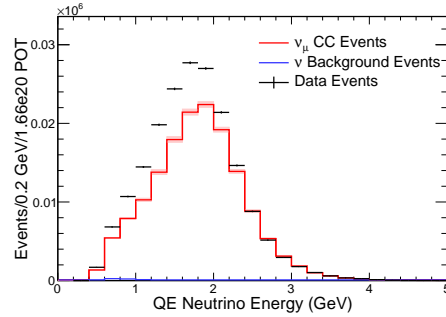 ×10⁶
0.03
0.02
0.01
0
Events/0.2 GeV/1.66e20 POT
ν_μ CC Events
ν Background Events
Data Events
0 1 2 3 4 5
QE Neutrino Energy (GeV)